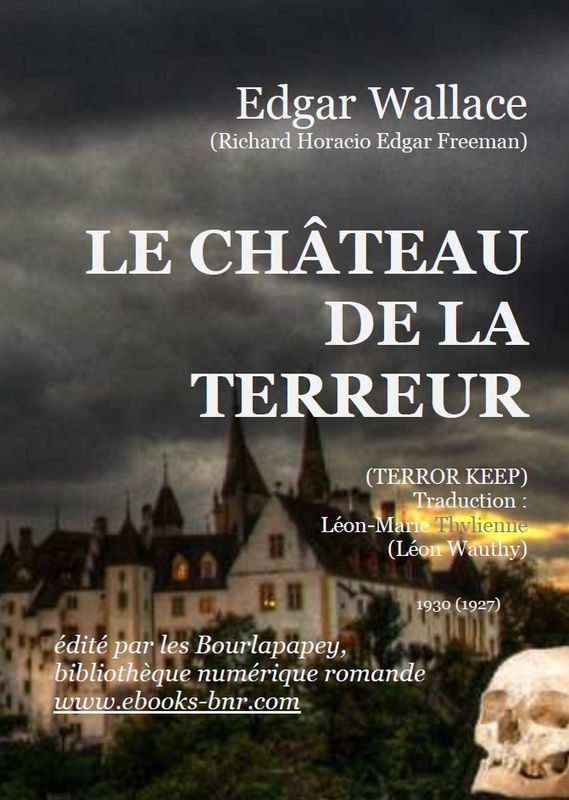 Edgar Wallace
(Richard Horacio Edgar Freeman)
LE CHÂTEAU
DE LA
TERREUR
(TERROR KEEP)
Traduction :
Léon-Marie Thylienne
(Léon Wauthy)
1930 (1927)
édité par les Bourlapapey,
bibliothèque numérique romande
www.ebooks-bnr.com